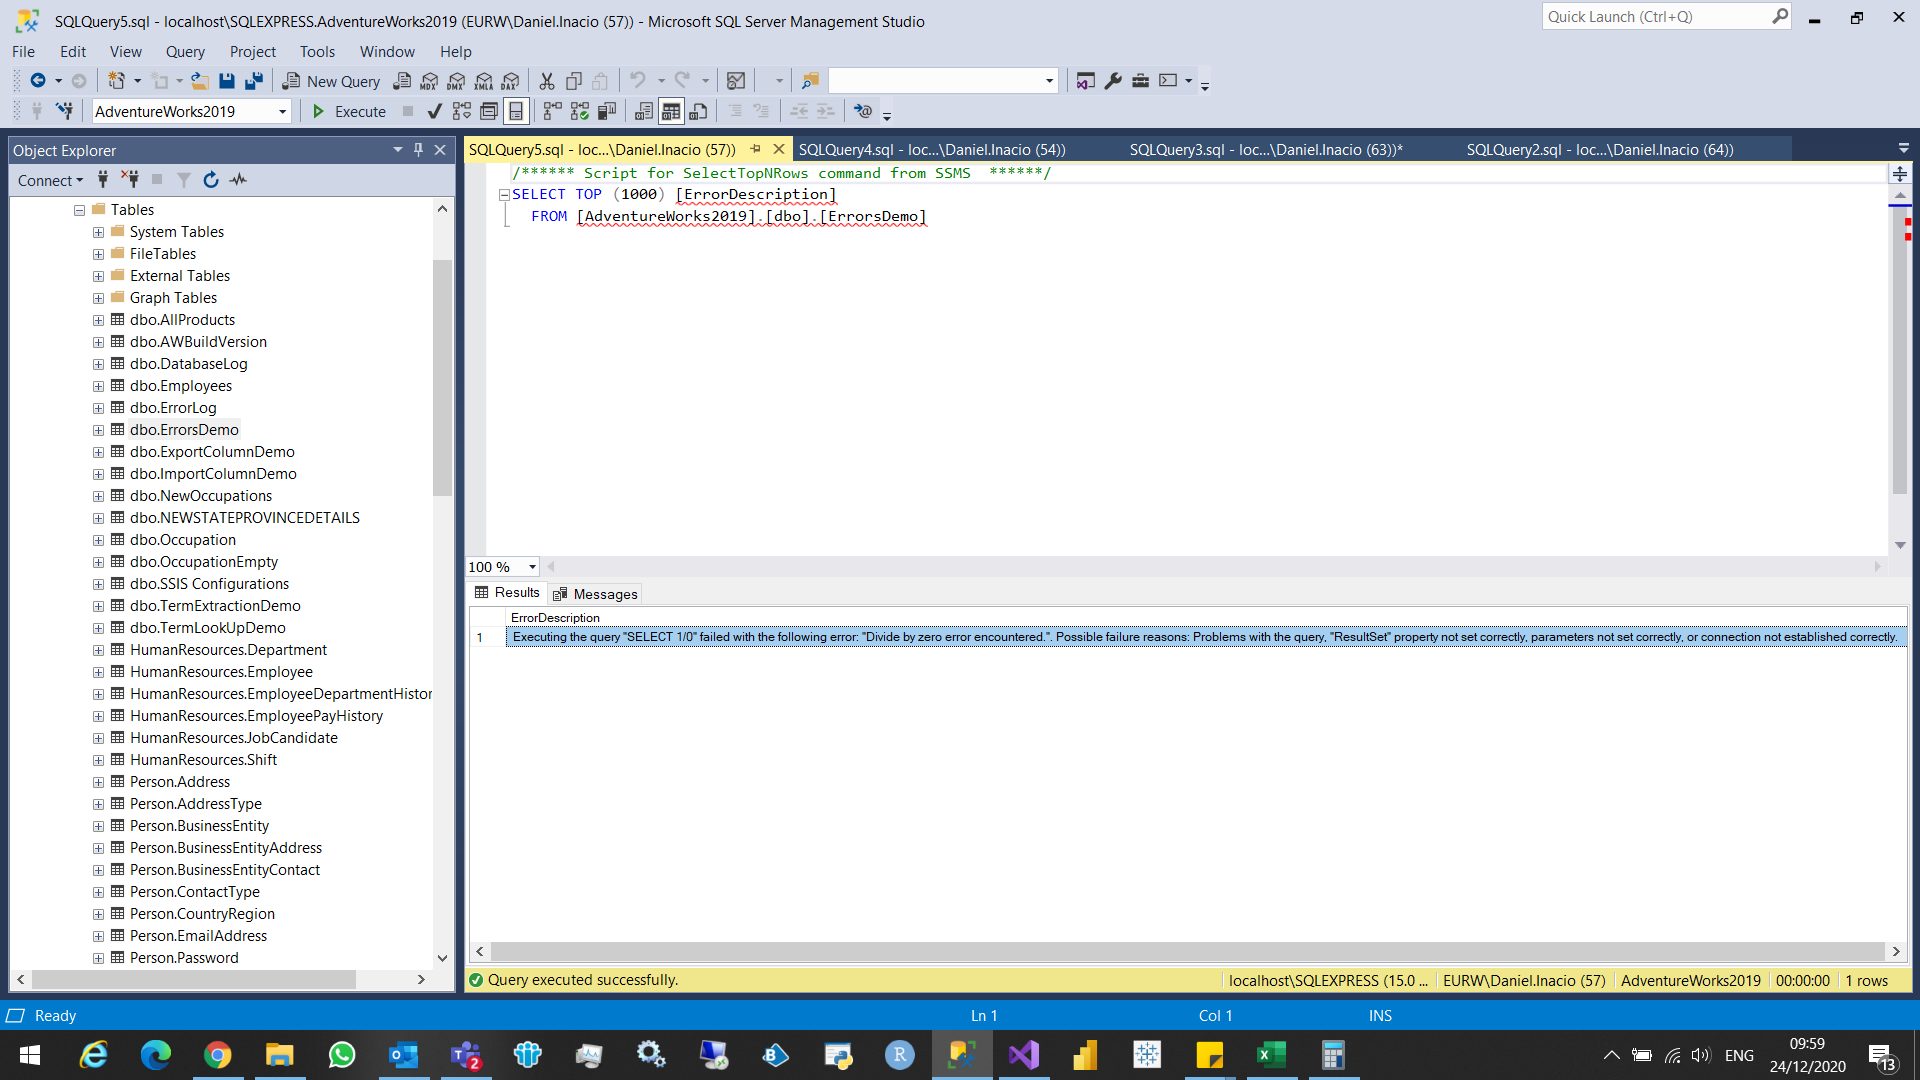 SQLQuery5.sql - localhost\SQLEXPRESS.AdventureWorks2019 (EURW\Daniel.Inacio (57)) - Microsoft SQL Server Management Studio
Quick Launch (Ctrl+Q)
File Edit View Query Project Tools Window Help
New Query MDX DMX XMLA DAX
AdventureWorks2019 Execute
Object Explorer
Connect
Tables
System Tables
FileTables
External Tables
Graph Tables
dbo.AllProducts
dbo.AWBuildVersion
dbo.DatabaseLog
dbo.Employees
dbo.ErrorLog
dbo.ErrorsDemo
dbo.ExportColumnDemo
dbo.ImportColumnDemo
dbo.NewOccupations
dbo.NEWSTATEPROVINCEDETAILS
dbo.Occupation
dbo.OccupationEmpty
dbo.SSIS Configurations
dbo.TermExtractionDemo
dbo.TermLookUpDemo
HumanResources.Department
HumanResources.Employee
HumanResources.EmployeeDepartmentHistor
HumanResources.EmployeePayHistory
HumanResources.JobCandidate
HumanResources.Shift
Person.Address
Person.AddressType
Person.BusinessEntity
Person.BusinessEntityAddress
Person.BusinessEntityContact
Person.ContactType
Person.CountryRegion
Person.EmailAddress
Person.Password
SQLQuery5.sql - loc...\Daniel.Inacio (57)) SQLQuery4.sql - loc...\Daniel.Inacio (54)) SQLQuery3.sql - loc...\Daniel.Inacio (63))* SQLQuery2.sql - loc...\Daniel.Inacio (64))
/****** Script for SelectTopNRows command from SSMS ******/
SELECT TOP (1000) [ErrorDescription]
FROM [AdventureWorks2019].[dbo].[ErrorsDemo]
100 %
Results Messages
ErrorDescription
1 Executing the query "SELECT 1/0" failed with the following error: "Divide by zero error encountered.". Possible failure reasons: Problems with the query, "ResultSet" property not set correctly, parameters not set correctly, or connection not established correctly.
Query executed successfully. localhost\SQLEXPRESS (15.0 ... EURW\Daniel.Inacio (57) AdventureWorks2019 00:00:00 1 rows
Ready Ln 1 Col 1 INS
2 B R ENG 09:59
24/12/2020 13